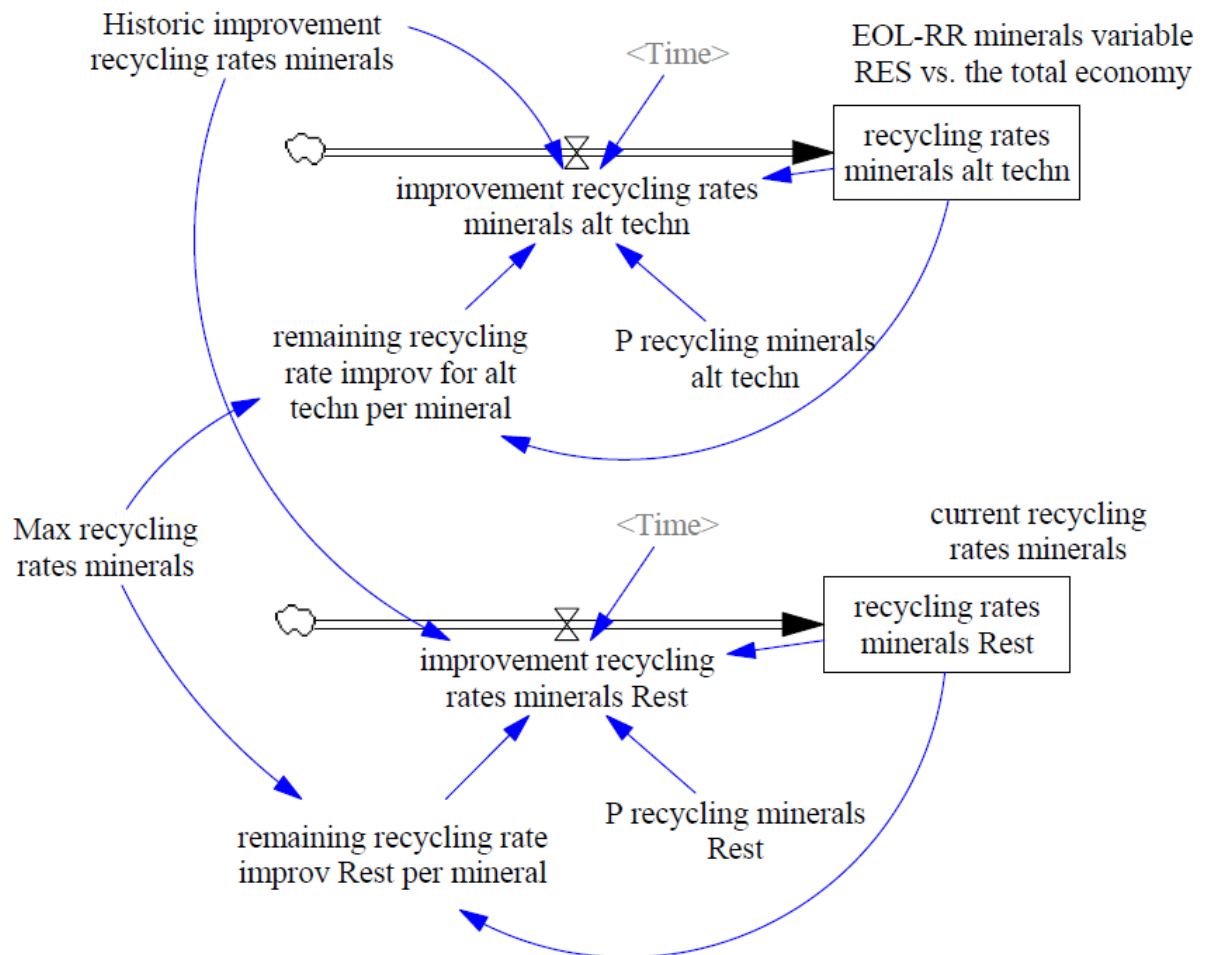 Historic improvement
recycling rates minerals
<Time>
EOL-RR minerals variable
RES vs. the total economy
recycling rates
minerals alt techn
improvement recycling rates
minerals alt techn
remaining recycling
rate improv for alt
techn per mineral
P recycling minerals
alt techn
Max recycling
rates minerals
<Time>
current recycling
rates minerals
recycling rates
minerals Rest
improvement recycling
rates minerals Rest
remaining recycling rate
improv Rest per mineral
P recycling minerals
Rest